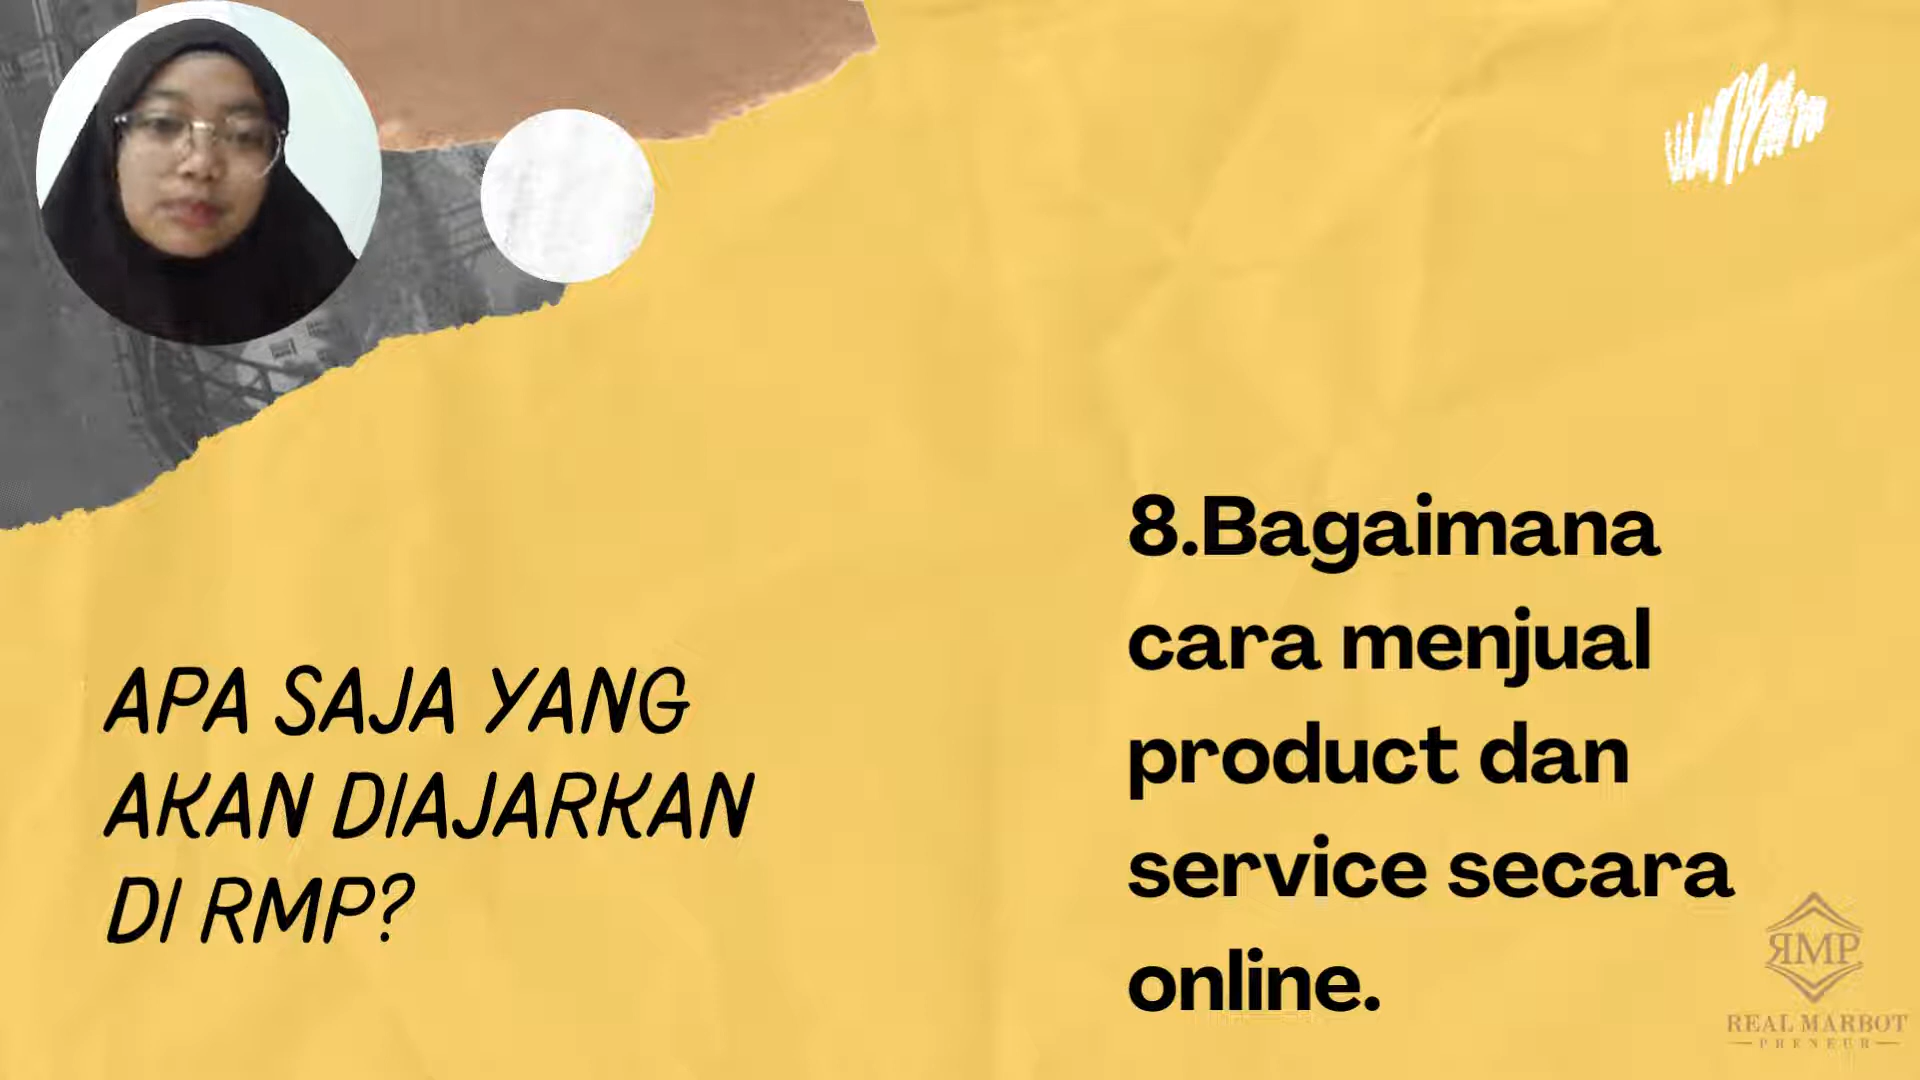 APA SAJA YANG
AKAN DIAJARKAN
DI RMP?
8.Bagaimana
cara menjual
product dan
service secara
online.
RMP
REAL MARBOT
PRENEUR